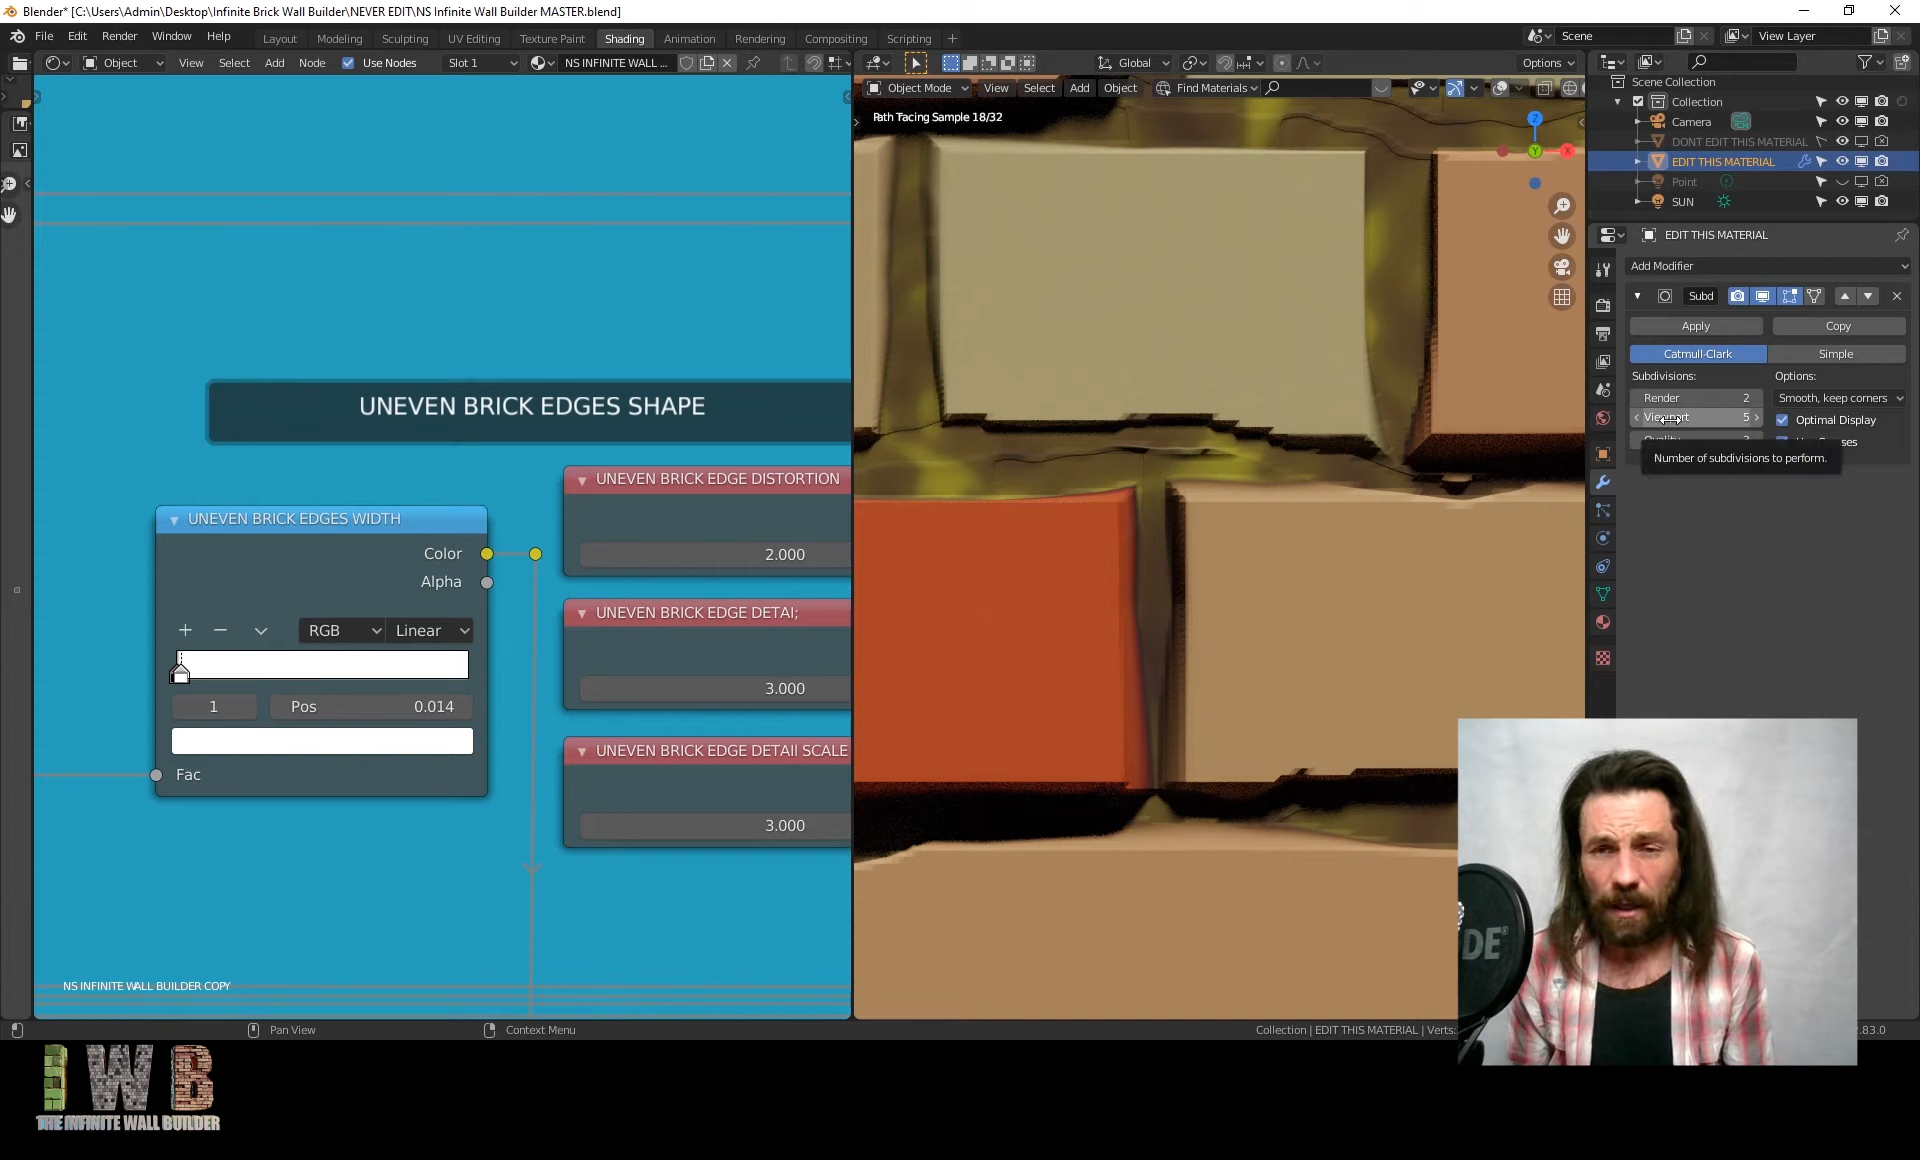 Blender* [C:\Users\Admin\Desktop\Infinite Brick Wall Builder\NEVER EDIT\NS Infinite Wall Builder MASTER.blend]
File Edit Render Window Help Layout Modeling Sculpting UV Editing Texture Paint Shading Animation Rendering Compositing Scripting + Scene View Layer
Object View Select Add Node Use Nodes Slot 1 NS INFINITE WALL ... Global Options
Object Mode View Select Add Object Find Materials
Path Tracing Sample 18/32
Z
Y
X
Scene Collection
Collection
Camera
DONT EDIT THIS MATERIAL
EDIT THIS MATERIAL
Point
SUN
EDIT THIS MATERIAL
Add Modifier
Subd
Apply Copy
Catmull-Clark Simple
Subdivisions: Options:
Render 2 Smooth, keep corners
Viewport 5 Optimal Display
Number of subdivisions to perform.
UNEVEN BRICK EDGES SHAPE
UNEVEN BRICK EDGES WIDTH
Color
Alpha
+ − RGB Linear
1 Pos 0.014
Fac
UNEVEN BRICK EDGE DISTORTION
2.000
UNEVEN BRICK EDGE DETAI;
3.000
UNEVEN BRICK EDGE DETAIl SCALE
3.000
NS INFINITE WALL BUILDER COPY
Pan View Context Menu Collection | EDIT THIS MATERIAL | Verts: .83.0
DE®
IWB
THE INFINITE WALL BUILDER